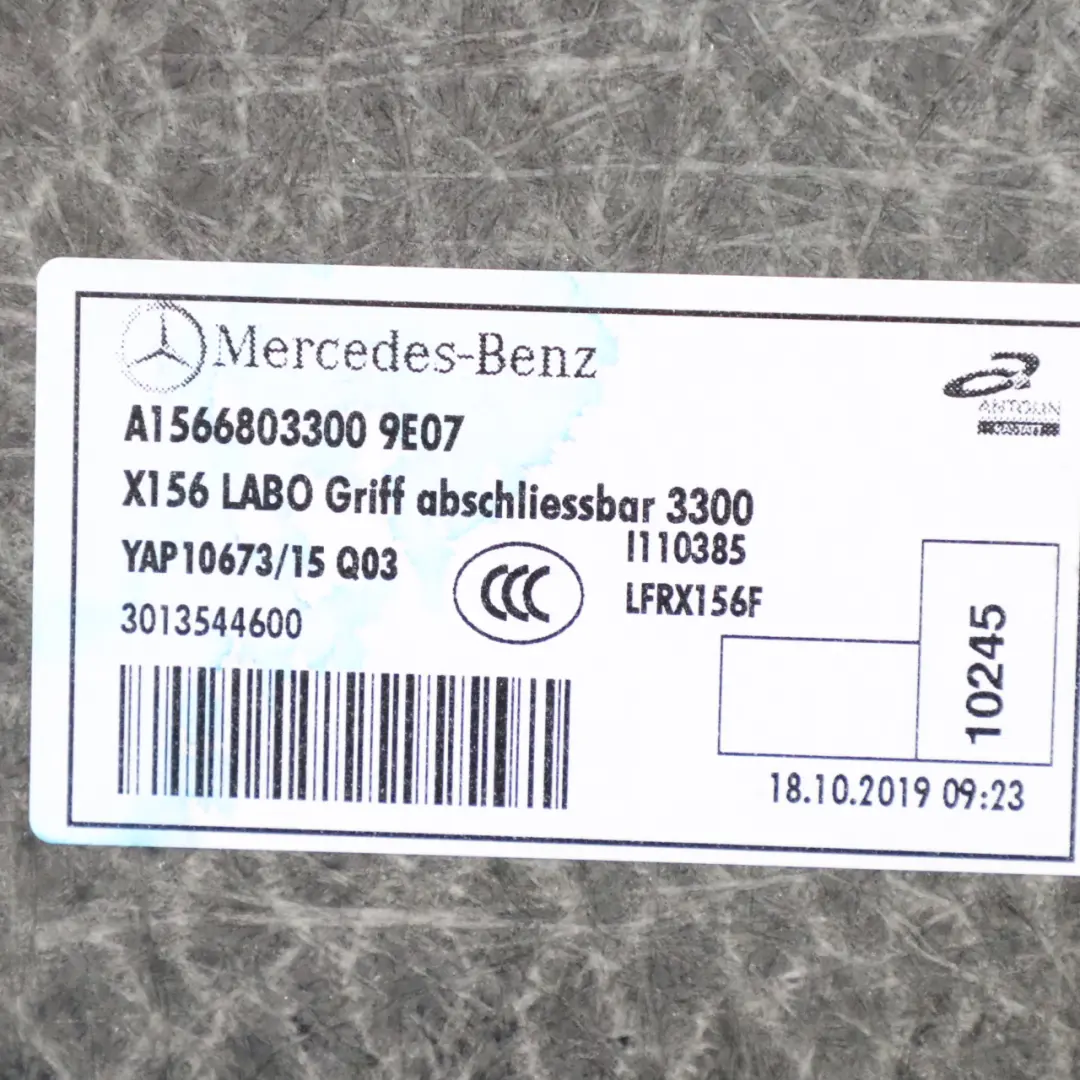 Mercedes-Benz
ANTOLIN
A1566803300 9E07
X156 LABO Griff abschliessbar 3300
YAP10673/15 Q03
I110385
3013544600
CCC
LFRX156F
10245
18.10.2019 09:23